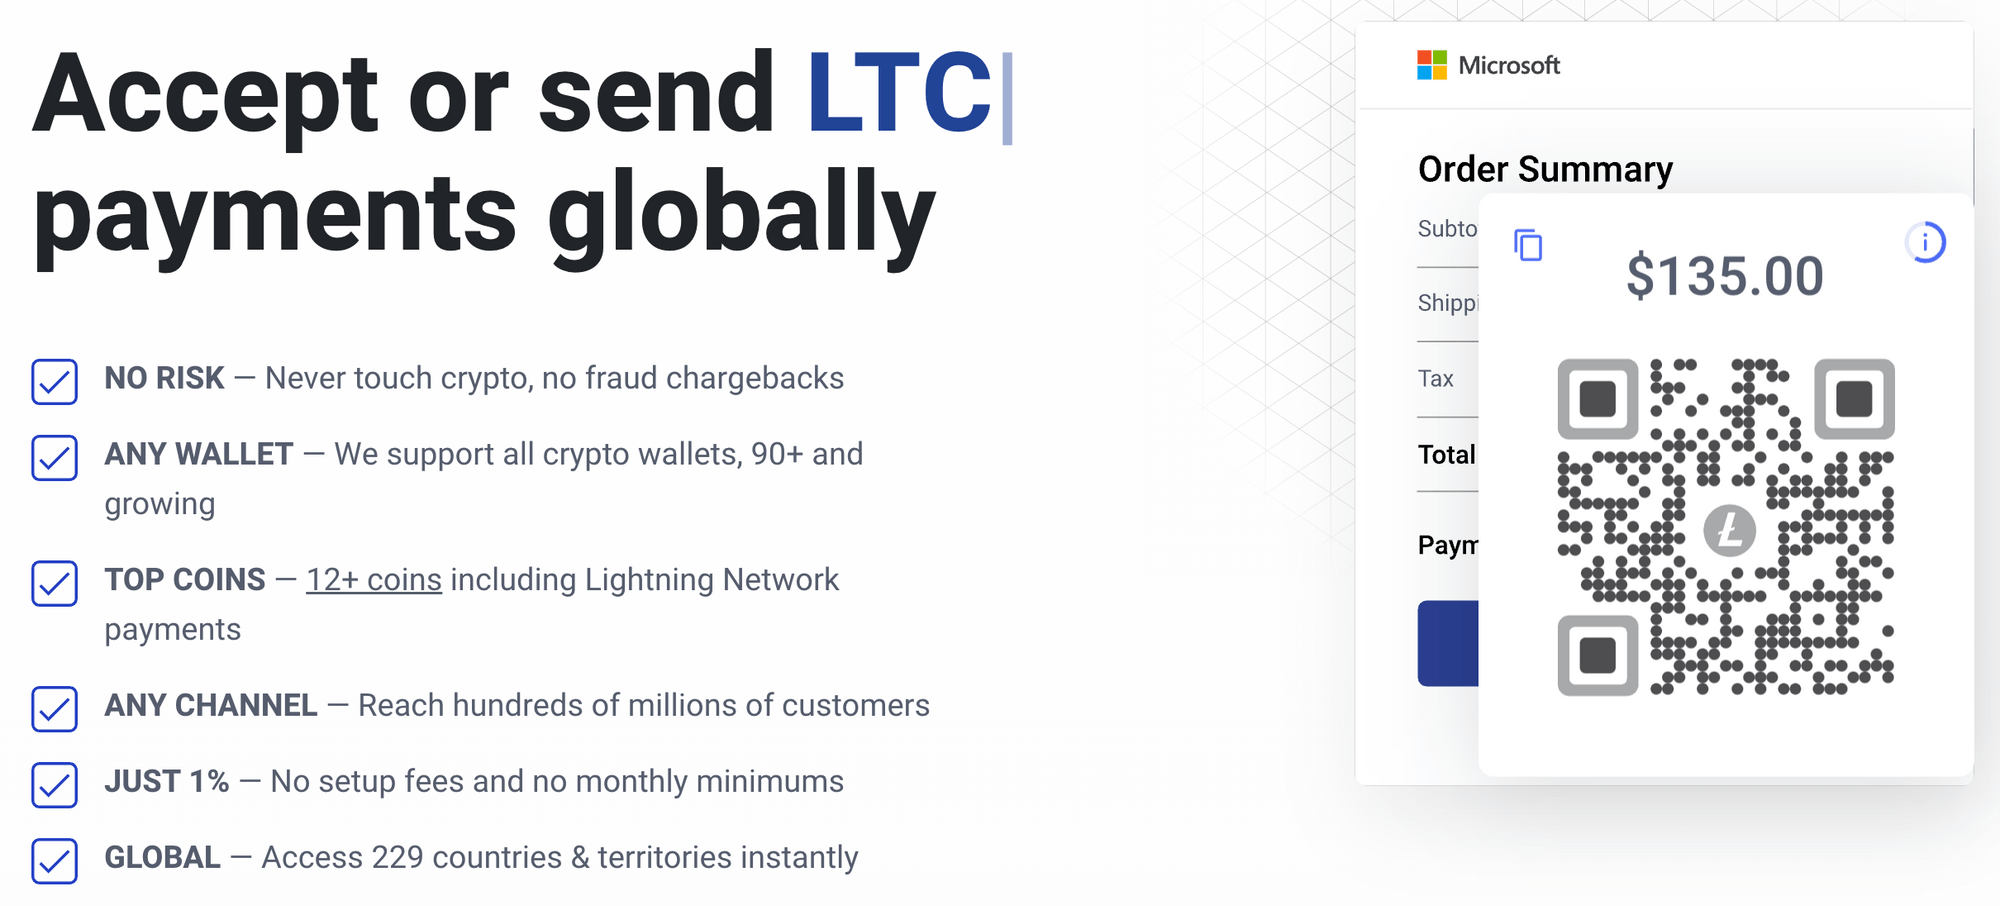 Accept or send LTC
payments globally
NO RISK — Never touch crypto, no fraud chargebacks
ANY WALLET — We support all crypto wallets, 90+ and
growing
TOP COINS — 12+ coins including Lightning Network
payments
ANY CHANNEL — Reach hundreds of millions of customers
JUST 1% — No setup fees and no monthly minimums
GLOBAL — Access 229 countries & territories instantly
Microsoft
Order Summary
Subto
Shippi
Tax
Total
Paym
$135.00